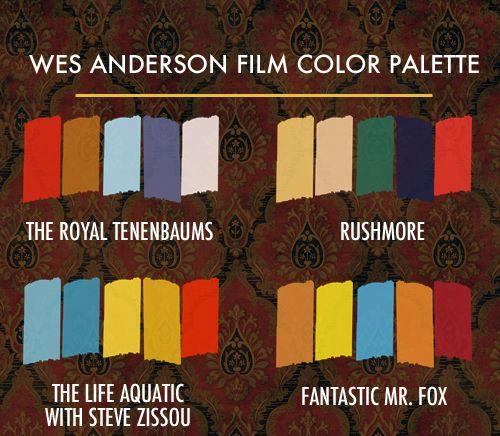 WES ANDERSON FILM COLOR PALETTE
THE ROYAL TENENBAUMS
RUSHMORE
THE LIFE AQUATIC
WITH STEVE ZISSOU
FANTASTIC MR. FOX